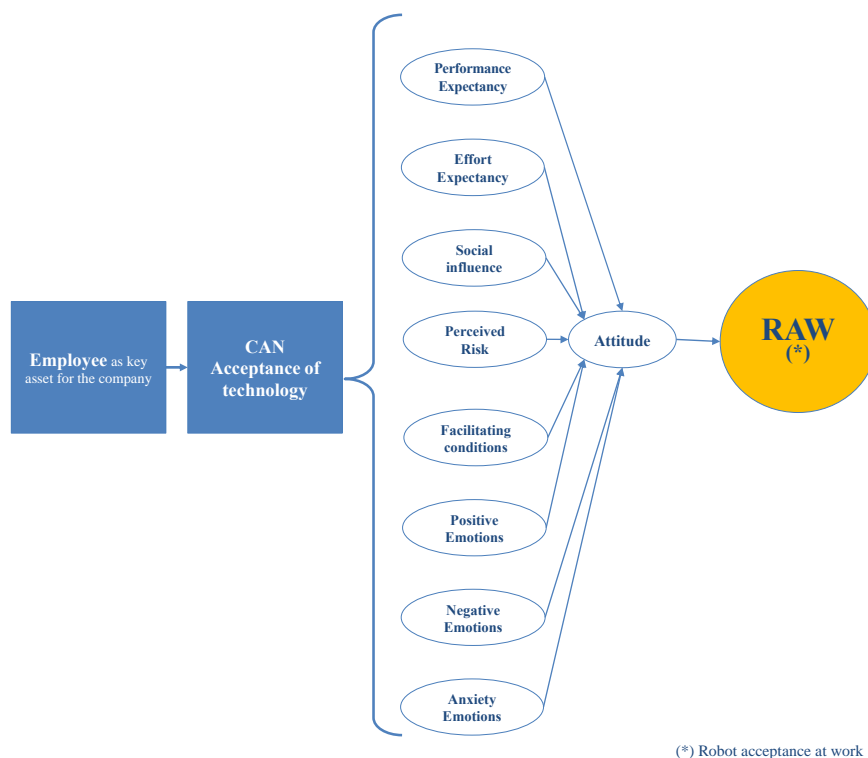 Employee as key
asset for the company
CAN
Acceptance of
technology
Performance
Expectancy
Effort
Expectancy
Social
influence
Perceived
Risk
Facilitating
conditions
Positive
Emotions
Negative
Emotions
Anxiety
Emotions
Attitude
RAW
(*)
(*) Robot acceptance at work